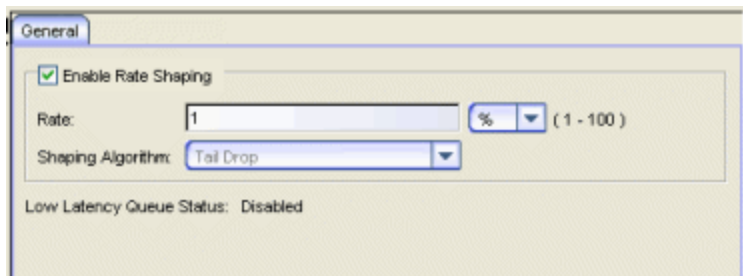 General
Enable Rate Shaping
Rate: 1 % ( 1 - 100 )
Shaping Algorithm: Tail Drop
Low Latency Queue Status: Disabled